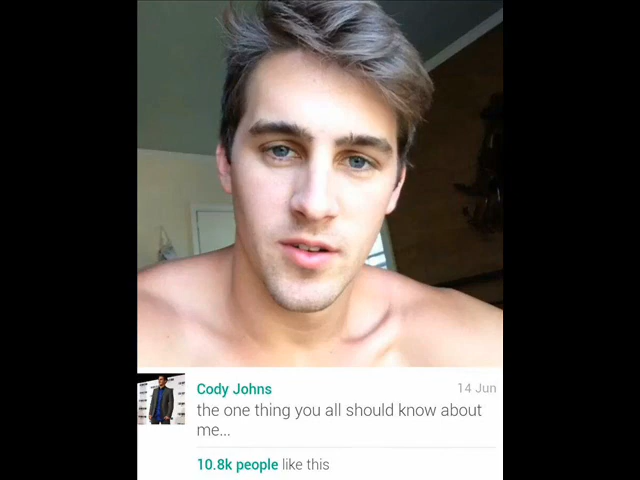 Cody Johns
14 Jun
the one thing you all should know about
me...
10.8k people like this